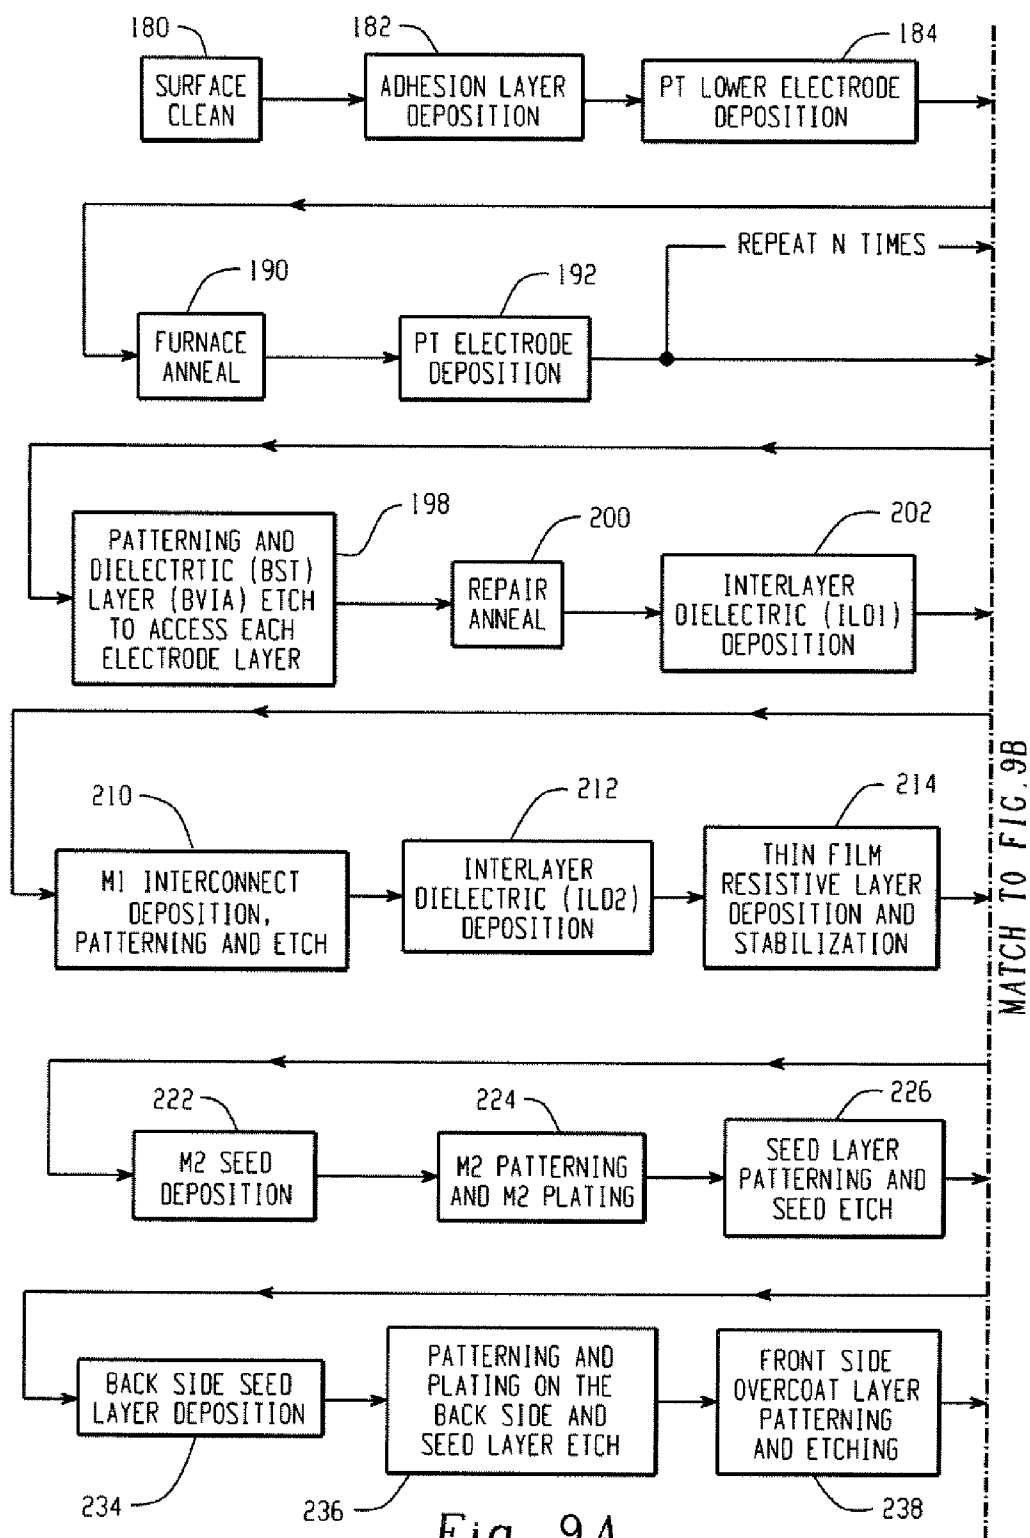 180
182
184
SURFACE
CLEAN
ADHESION LAYER
DEPOSITION
PT LOWER ELECTRODE
DEPOSITION
REPEAT N TIMES
190
192
FURNACE
ANNEAL
PT ELECTRODE
DEPOSITION
198
200
202
PATTERNING AND
DIELECTRTIC (BST)
LAYER (BVIA) ETCH
TO ACCESS EACH
ELECTRODE LAYER
REPAIR
ANNEAL
INTERLAYER
DIELECTRIC (ILD1)
DEPOSITION
210
212
214
M1 INTERCONNECT
DEPOSITION,
PATTERNING AND ETCH
INTERLAYER
DIELECTRIC (ILD2)
DEPOSITION
THIN FILM
RESISTIVE LAYER
DEPOSITION AND
STABILIZATION
MATCH TO FIG. 9B
222
224
226
M2 SEED
DEPOSITION
M2 PATTERNING
AND M2 PLATING
SEED LAYER
PATTERNING AND
SEED ETCH
BACK SIDE SEED
LAYER DEPOSITION
PATTERNING AND
PLATING ON THE
BACK SIDE AND
SEED LAYER ETCH
FRONT SIDE
OVERCOAT LAYER
PATTERNING
AND ETCHING
234
236
238
Fig. 9A